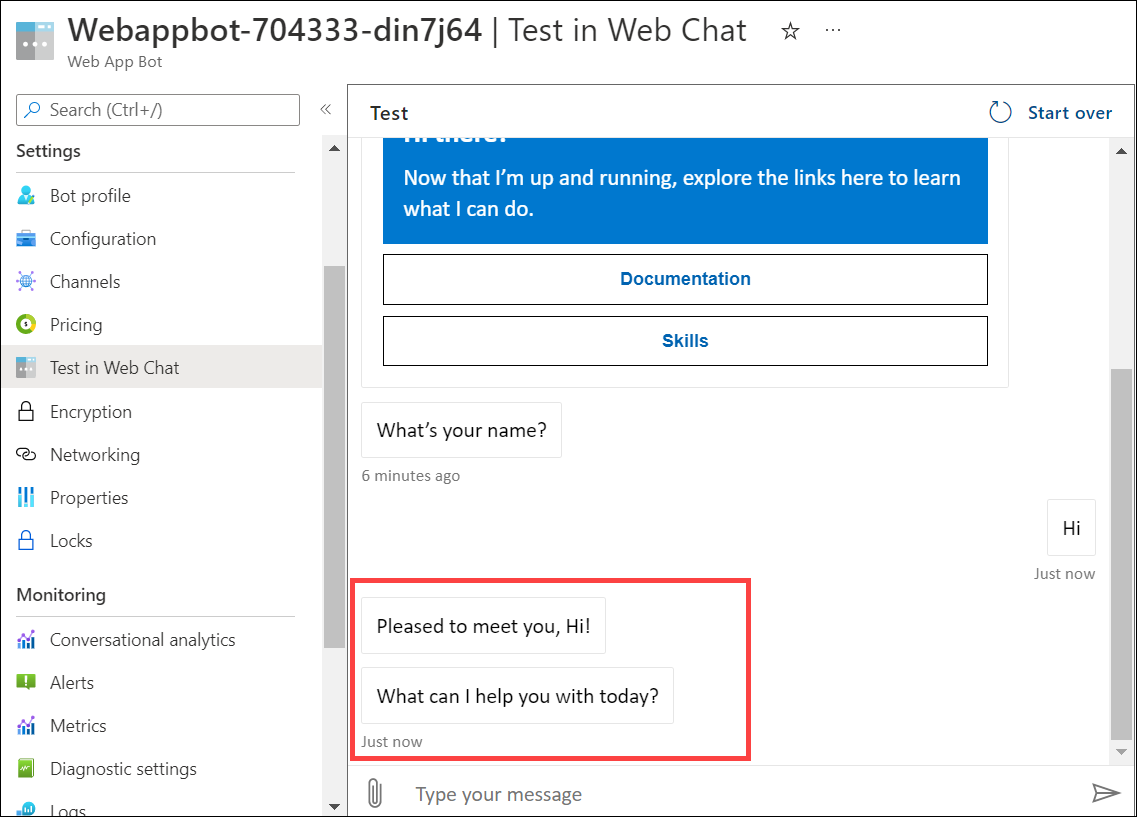 Webappbot-704333-din7j64 | Test in Web Chat
Web App Bot
Search (Ctrl+/)
Settings
Bot profile
Configuration
Channels
Pricing
Test in Web Chat
Encryption
Networking
Properties
Locks
Monitoring
Conversational analytics
Alerts
Metrics
Diagnostic settings
Logs
Test
Start over
Hi there!
Now that I’m up and running, explore the links here to learn
what I can do.
Documentation
Skills
What’s your name?
6 minutes ago
Hi
Just now
Pleased to meet you, Hi!
What can I help you with today?
Just now
Type your message